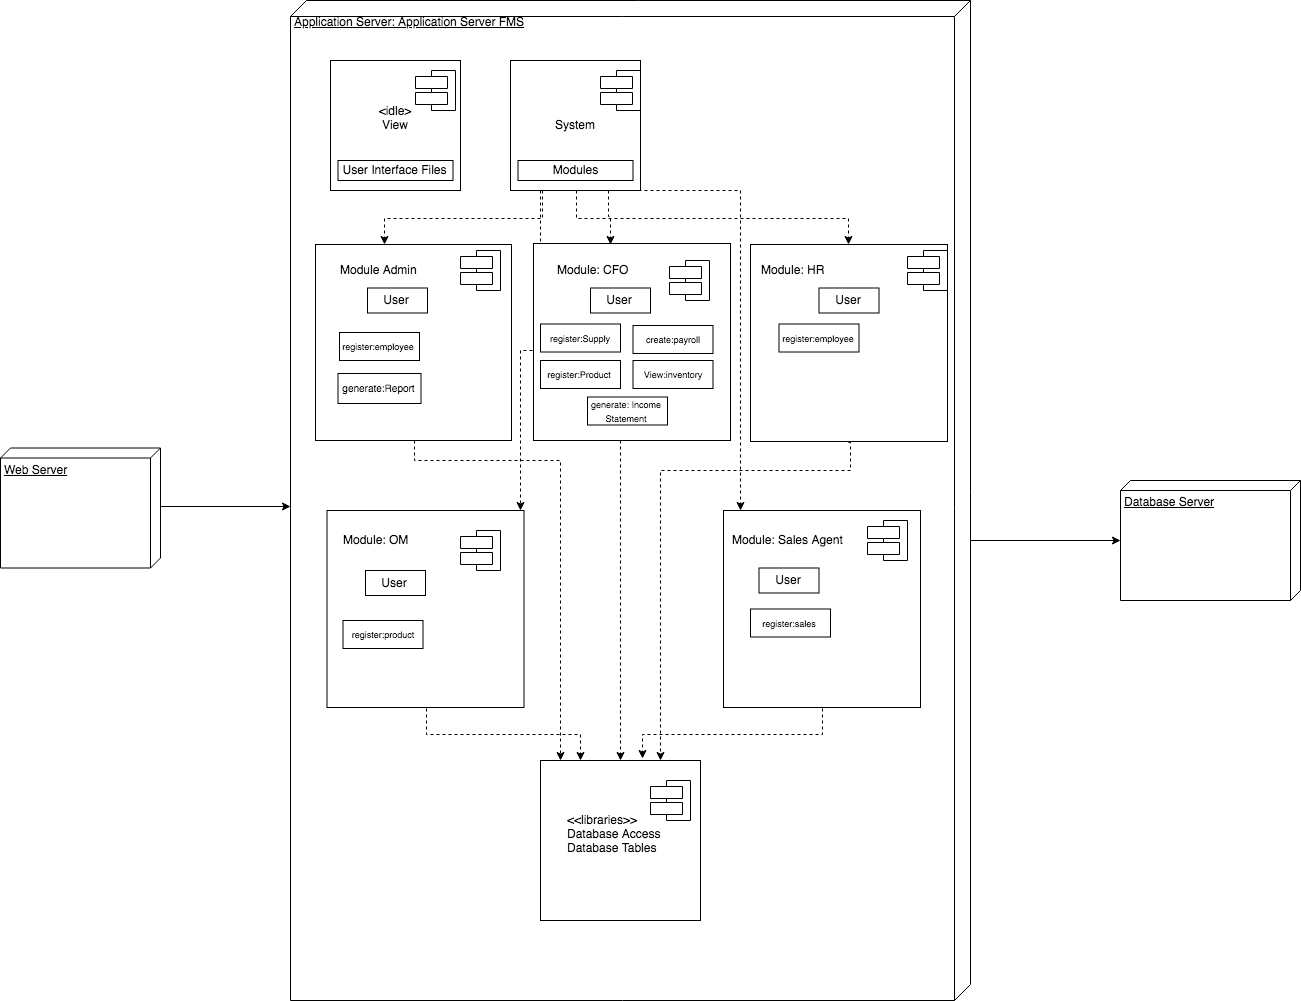 Application Server: Application Server FMS
<idle>
View
User Interface Files
System
Modules
Module Admin
User
register:employee
generate:Report
Module: CFO
User
register:Supply
create:payroll
register:Product
View:inventory
generate: Income
Statement
Module: HR
User
register:employee
Web Server
Database Server
Module: OM
User
register:product
Module: Sales Agent
User
register:sales
<<libraries>>
Database Access
Database Tables